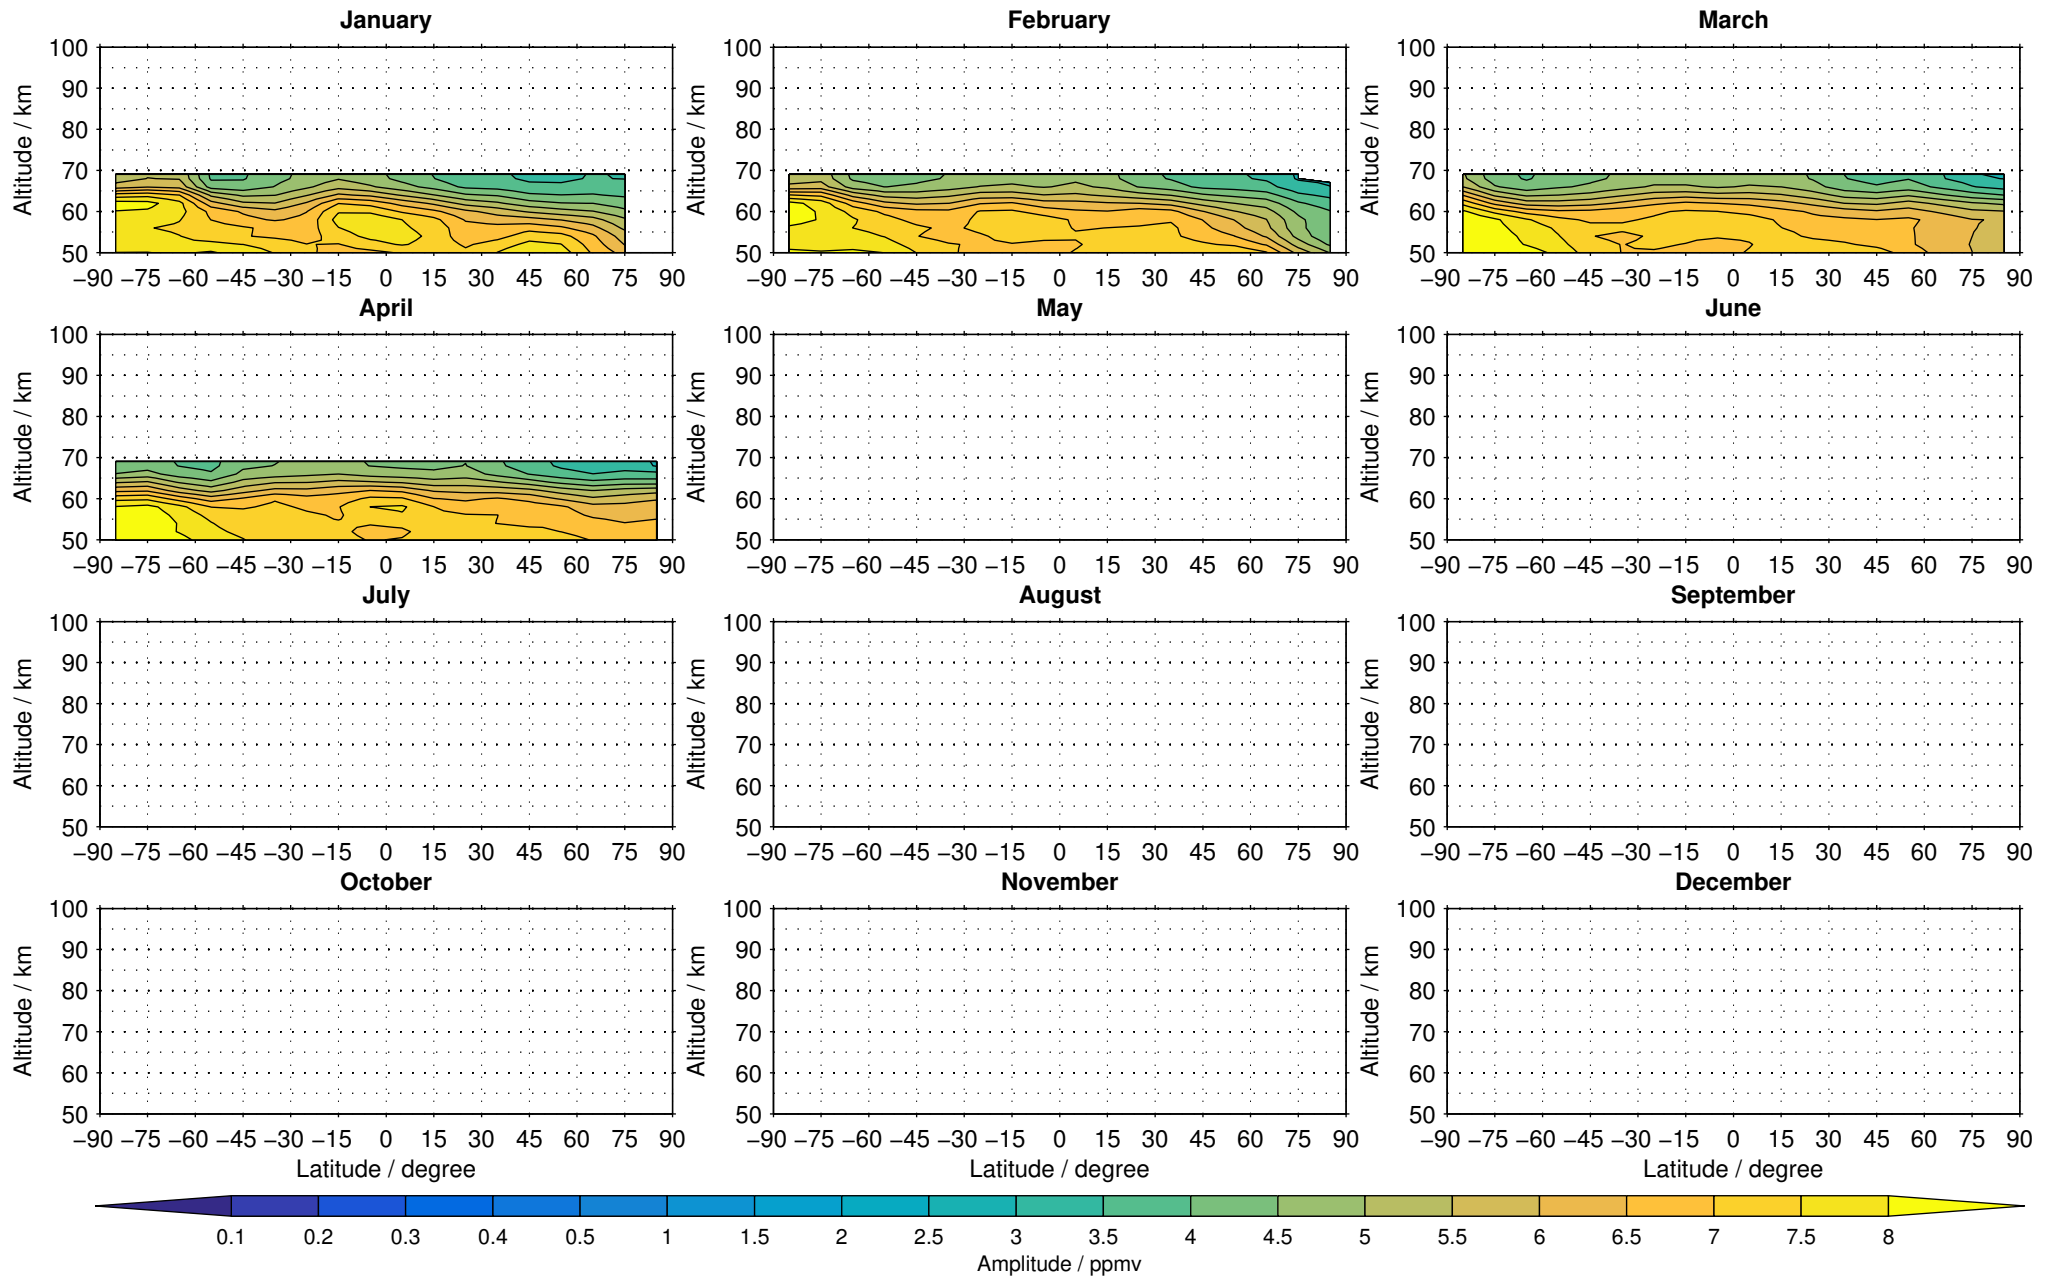 January February March
100 100 100
90 90 90
80 80 80
70 70 70
60 60 60
50 50 50
Altitude / km Altitude / km Altitude / km
−90 −75 −60 −45 −30 −15 0 15 30 45 60 75 90 −90 −75 −60 −45 −30 −15 0 15 30 45 60 75 90 −90 −75 −60 −45 −30 −15 0 15 30 45 60 75 90
April May June
100 100 100
90 90 90
80 80 80
70 70 70
60 60 60
50 50 50
Altitude / km Altitude / km Altitude / km
−90 −75 −60 −45 −30 −15 0 15 30 45 60 75 90 −90 −75 −60 −45 −30 −15 0 15 30 45 60 75 90 −90 −75 −60 −45 −30 −15 0 15 30 45 60 75 90
July August September
100 100 100
90 90 90
80 80 80
70 70 70
60 60 60
50 50 50
Altitude / km Altitude / km Altitude / km
−90 −75 −60 −45 −30 −15 0 15 30 45 60 75 90 −90 −75 −60 −45 −30 −15 0 15 30 45 60 75 90 −90 −75 −60 −45 −30 −15 0 15 30 45 60 75 90
October November December
100 100 100
90 90 90
80 80 80
70 70 70
60 60 60
50 50 50
Altitude / km Altitude / km Altitude / km
−90 −75 −60 −45 −30 −15 0 15 30 45 60 75 90 −90 −75 −60 −45 −30 −15 0 15 30 45 60 75 90 −90 −75 −60 −45 −30 −15 0 15 30 45 60 75 90
Latitude / degree Latitude / degree Latitude / degree
0.1 0.2 0.3 0.4 0.5 1 1.5 2 2.5 3 3.5 4 4.5 5 5.5 6 6.5 7 7.5 8
Amplitude / ppmv